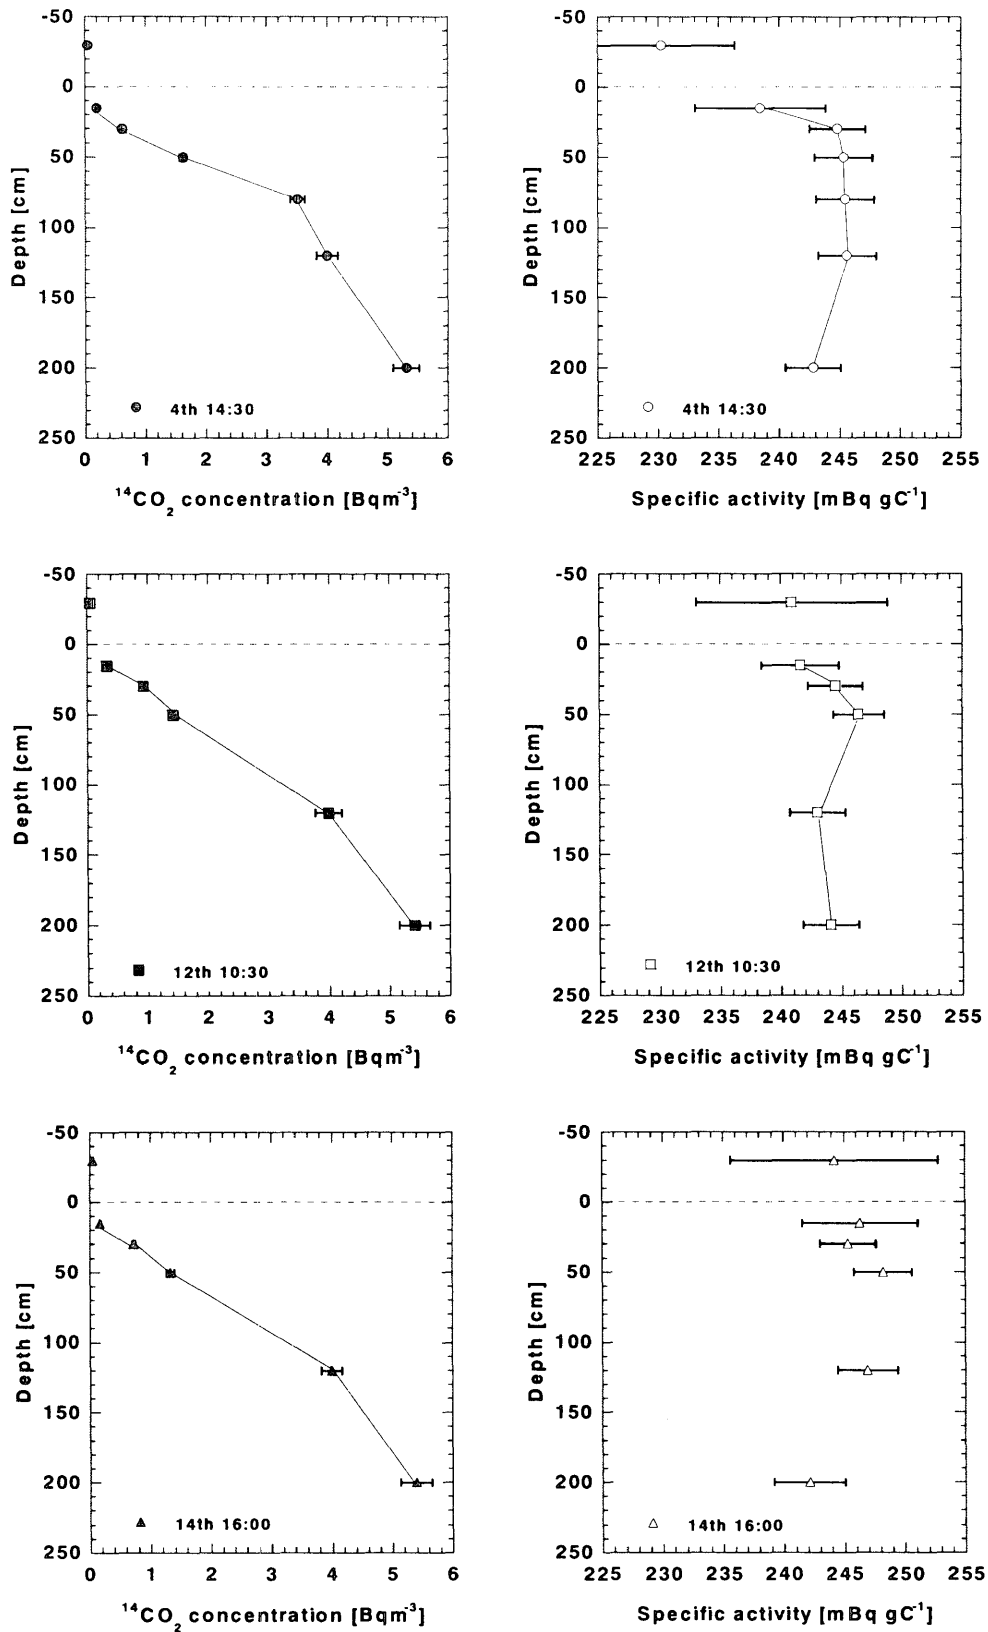 -50
0
50
100
150
200
250
Depth [cm]
0 1 2 3 4 5 6
¹⁴CO₂ concentration [Bqm⁻³]
4th 14:30
-50
0
50
100
150
200
250
Depth [cm]
225 230 235 240 245 250 255
Specific activity [mBq gC⁻¹]
4th 14:30
-50
0
50
100
150
200
250
Depth [cm]
0 1 2 3 4 5 6
¹⁴CO₂ concentration [Bqm⁻³]
12th 10:30
-50
0
50
100
150
200
250
Depth [cm]
225 230 235 240 245 250 255
Specific activity [mBq gC⁻¹]
12th 10:30
-50
0
50
100
150
200
250
Depth [cm]
0 1 2 3 4 5 6
¹⁴CO₂ concentration [Bqm⁻³]
14th 16:00
-50
0
50
100
150
200
250
Depth [cm]
225 230 235 240 245 250 255
Specific activity [mBq gC⁻¹]
14th 16:00